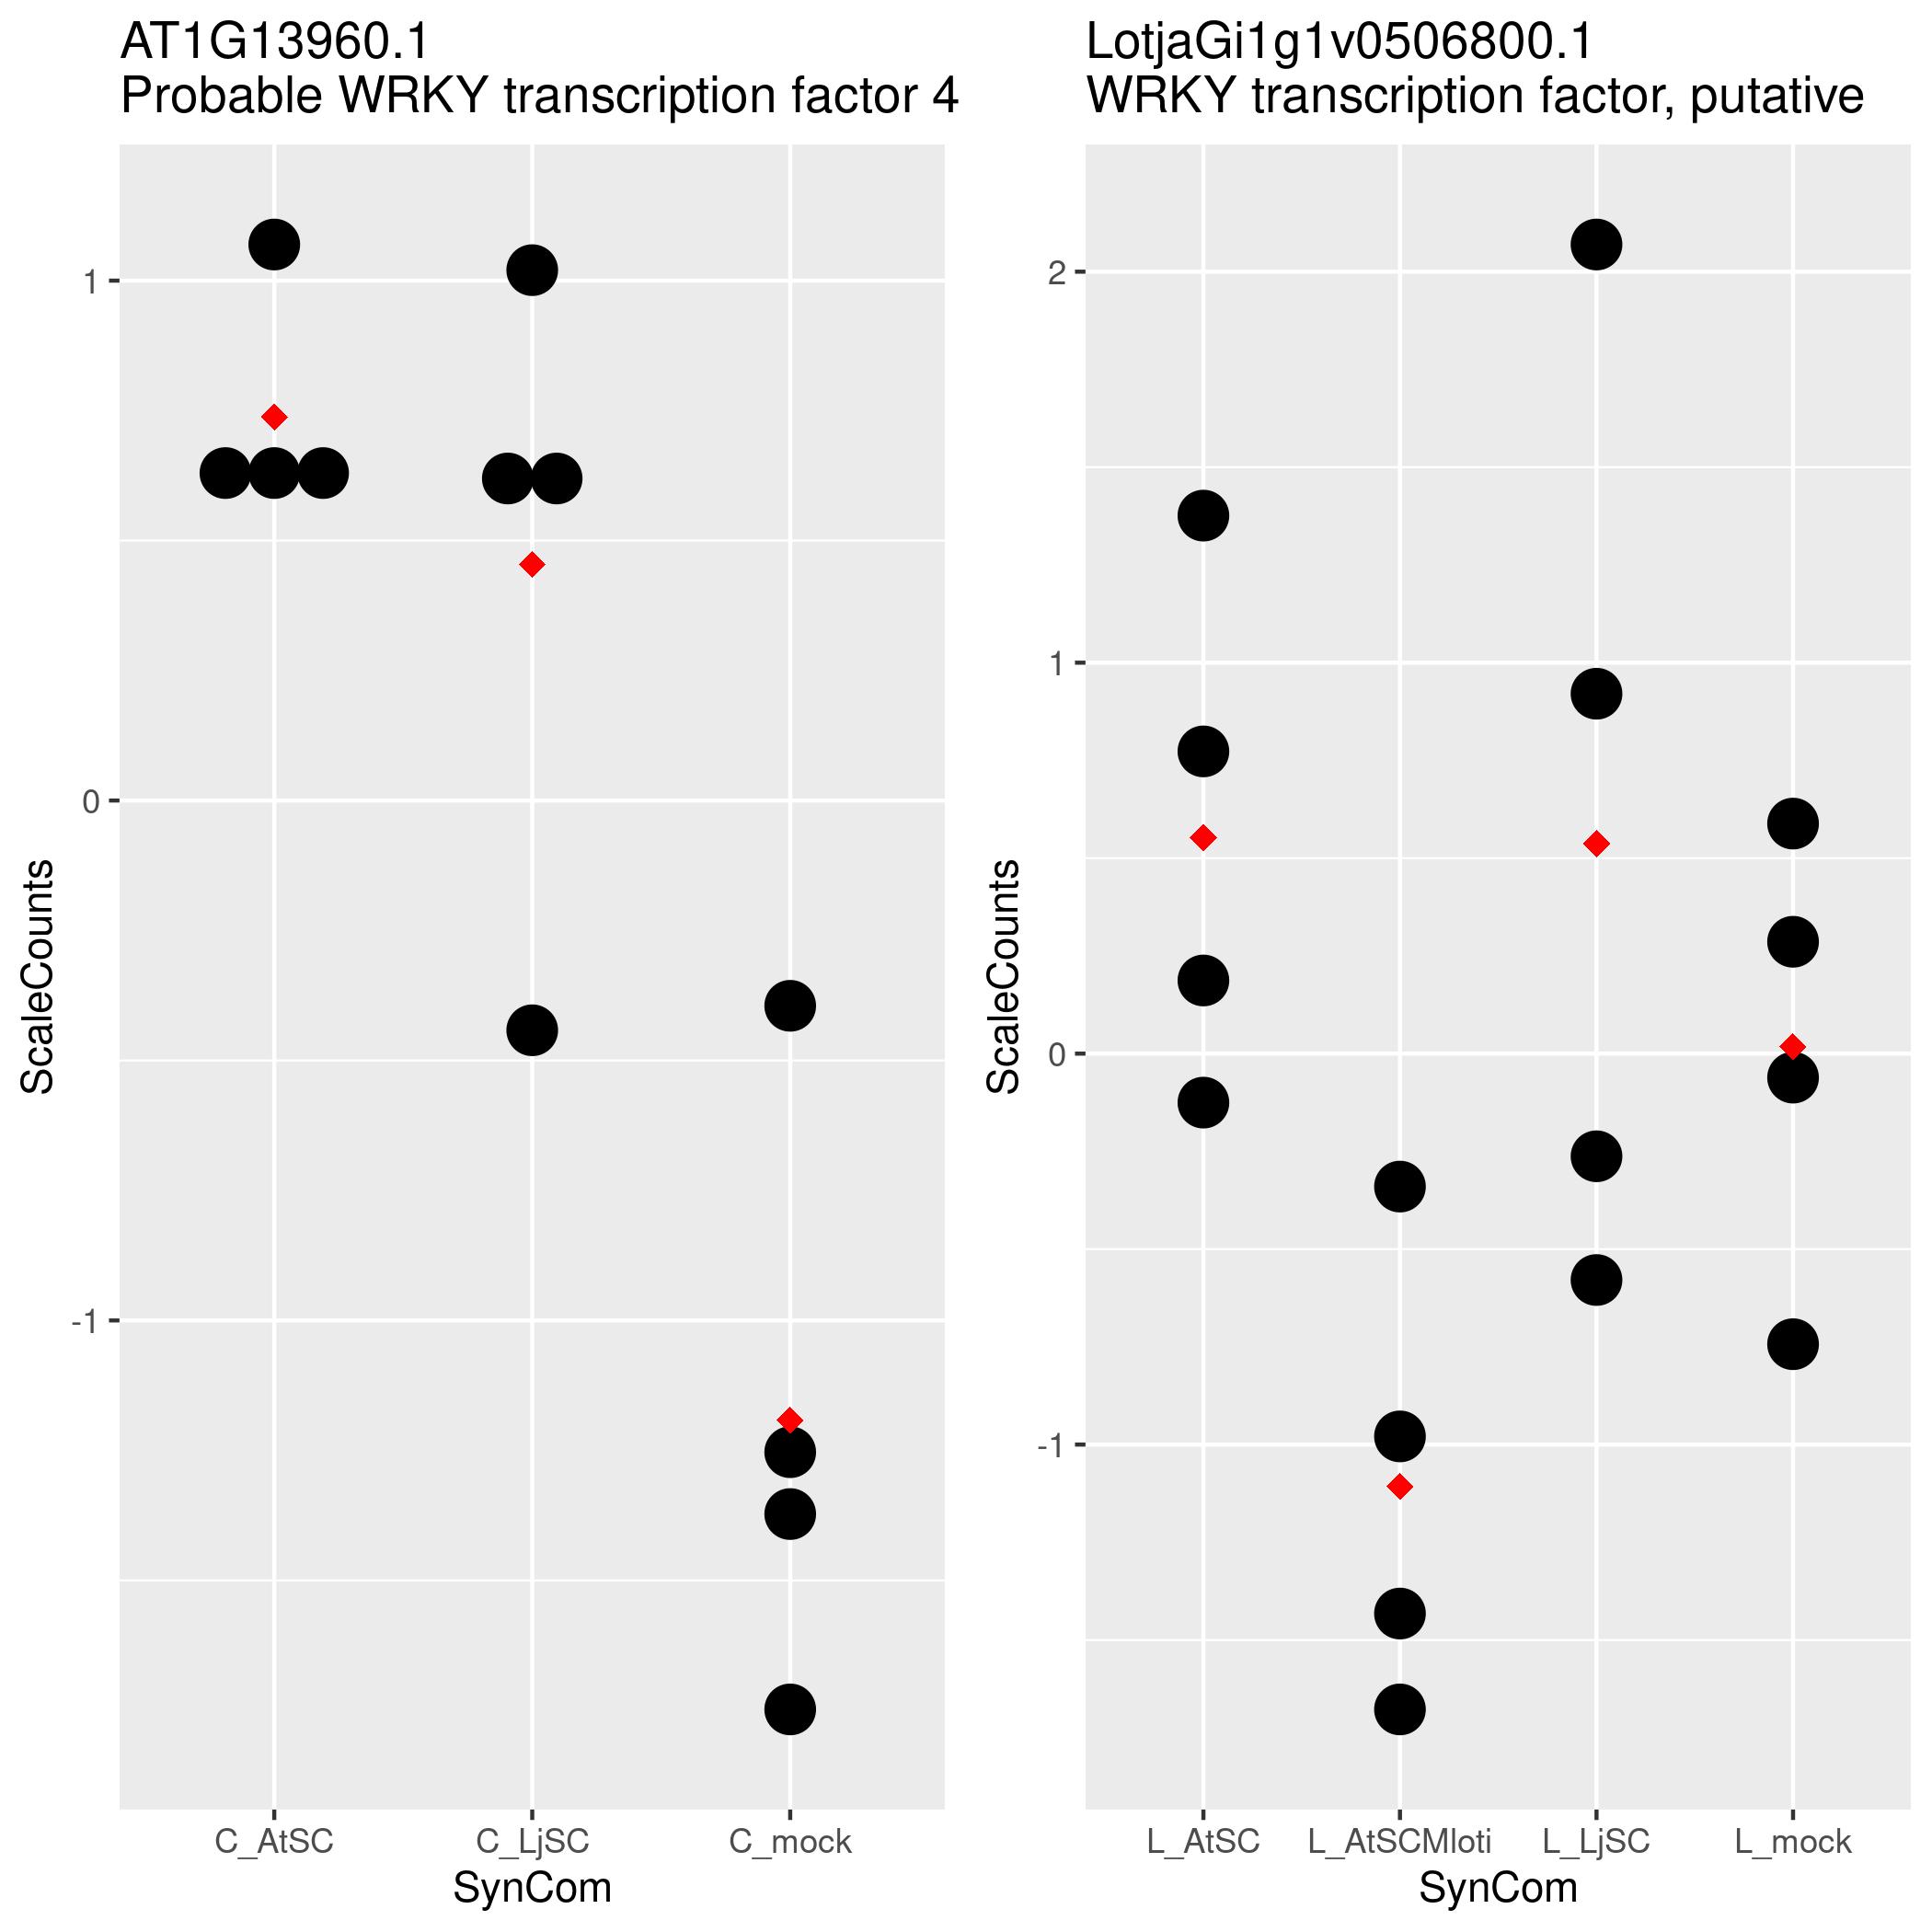 AT1G13960.1
Probable WRKY transcription factor 4
ScaleCounts
1
0
-1
C_AtSC
C_LjSC
C_mock
SynCom
LotjaGi1g1v0506800.1
WRKY transcription factor, putative
ScaleCounts
2
1
0
-1
L_AtSC
L_AtSCMloti
L_LjSC
L_mock
SynCom